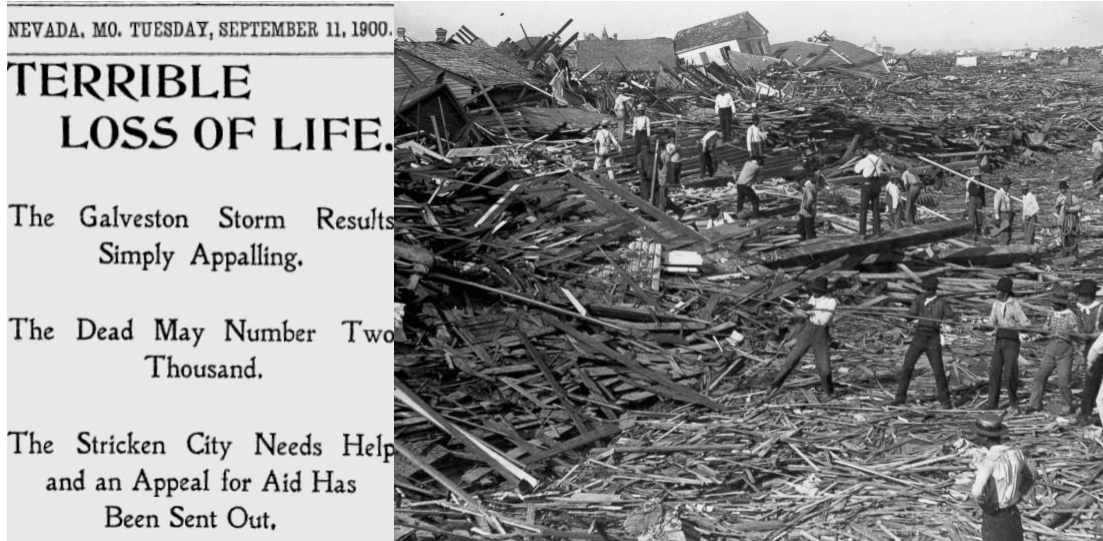 NEVADA, MO. TUESDAY, SEPTEMBER 11, 1900.
TERRIBLE
LOSS OF LIFE.
The Galveston Storm Results
Simply Appalling.
The Dead May Number Two
Thousand.
The Stricken City Needs Help
and an Appeal for Aid Has
Been Sent Out.